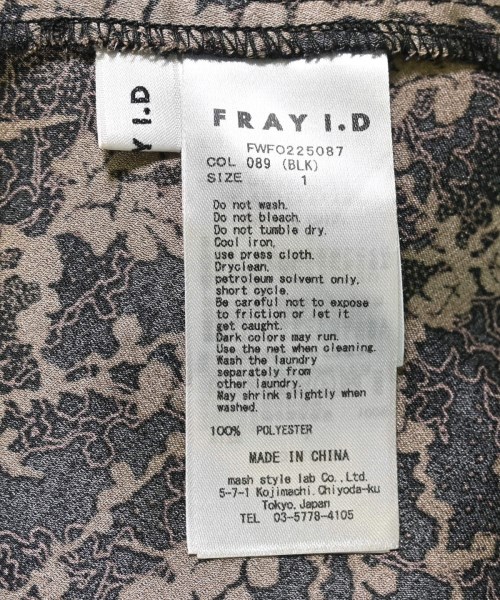 Y I.D
FRAY I.D
FWFO225087
COL 089 (BLK)
SIZE 1
Do not wash.
Do not bleach.
Do not tumble dry.
Cool iron.
use press cloth.
Dryclean.
petroleum solvent only.
short cycle.
Be careful not to expose
to friction or let it
get caught.
Dark colors may run.
Use the net when cleaning.
Wash the laundry
separately from
other laundry.
May shrink slightly when
washed.
100% POLYESTER
MADE IN CHINA
mash style lab Co.,Ltd.
5-7-1 Kojimachi.Chiyoda-ku
Tokyo.Japan
TEL 03-5778-4105